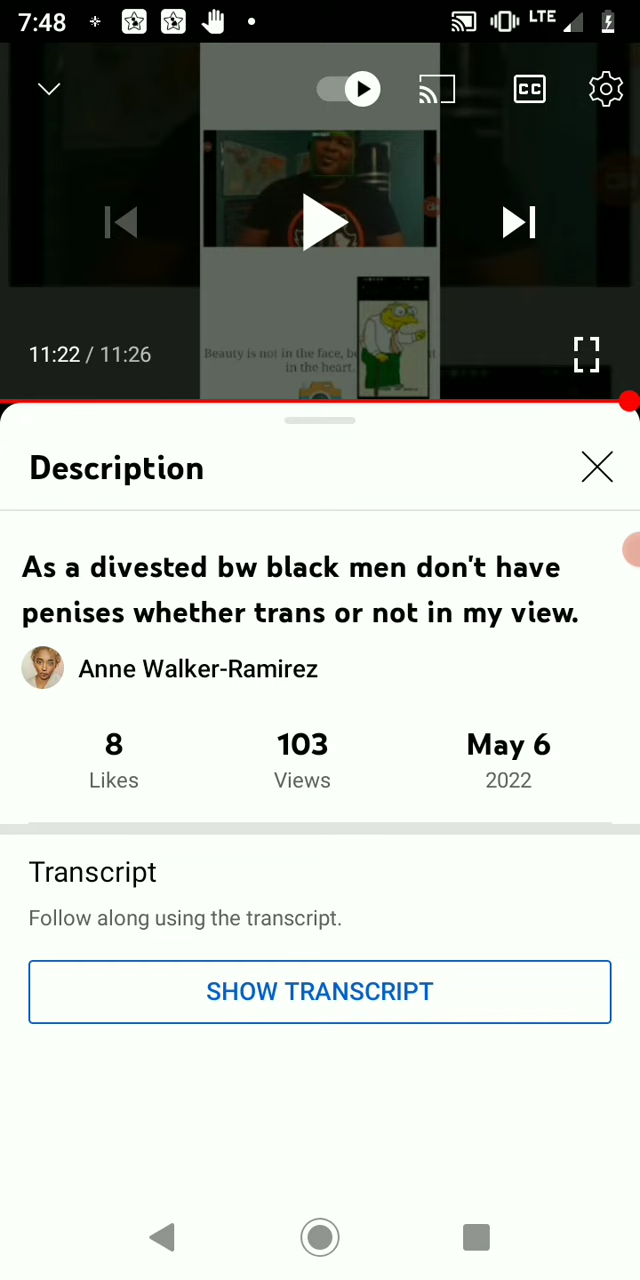 7:48
LTE
CC
11:22 / 11:26
Beauty is not in the face, be
in the heart.
Description
As a divested bw black men don't have
penises whether trans or not in my view.
Anne Walker-Ramirez
8 103 May 6
Likes Views 2022
Transcript
Follow along using the transcript.
SHOW TRANSCRIPT